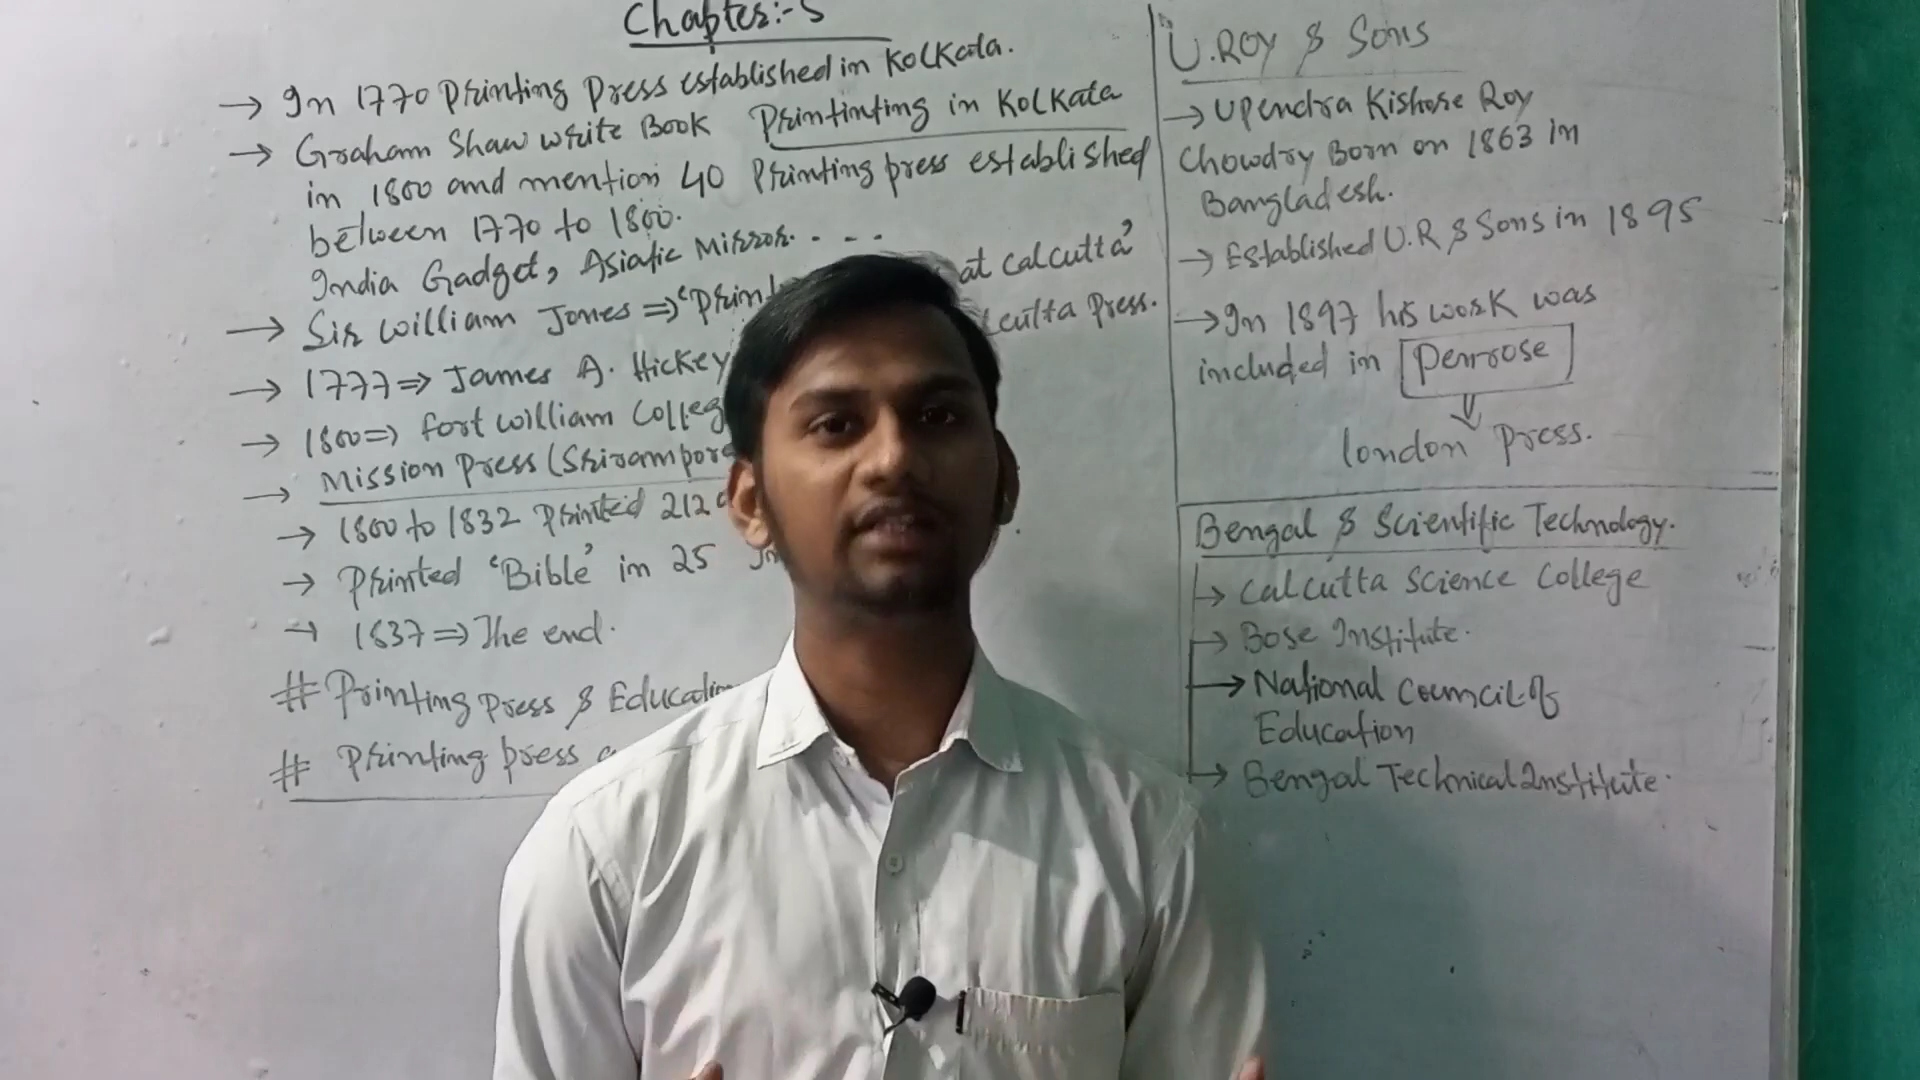 Chapter:-5
→ In 1770 Printing Press established in Kolkata.
→ Graham Shaw write Book Printinting in Kolkata
in 1800 and mention 40 Printing press established
between 1770 to 1800.
India Gadget, Asiatic Mirror. - - -
→ Sir William Jones ⇒ 'Print at Calcutta'
→ 1777 ⇒ James A. Hickey Press.
→ 1800 ⇒ fort William
→ Mission Press
→ 1800 to 1832 Printed 212
→ Printed 'Bible' in 25
→ 1837 ⇒ The end.
# Printing Press &
# Printing press
U.ROY & Sons
→ Upendra Kishore Roy
Chowdry Born on 1863 in
Bangladesh.
→ Established U.R & Sons in 1895
→ In 1897 his work was
included in Penrose
london Press.
Bengal & Scientific Technology.
→ Calcutta Science College
→ Bose Institute.
→ National Council of
Education
→ Bengal Technical Institute.